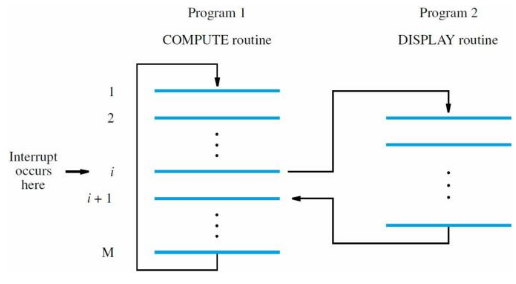 Program 1
COMPUTE routine
Program 2
DISPLAY routine
1
2
Interrupt
occurs
here
i
i + 1
M